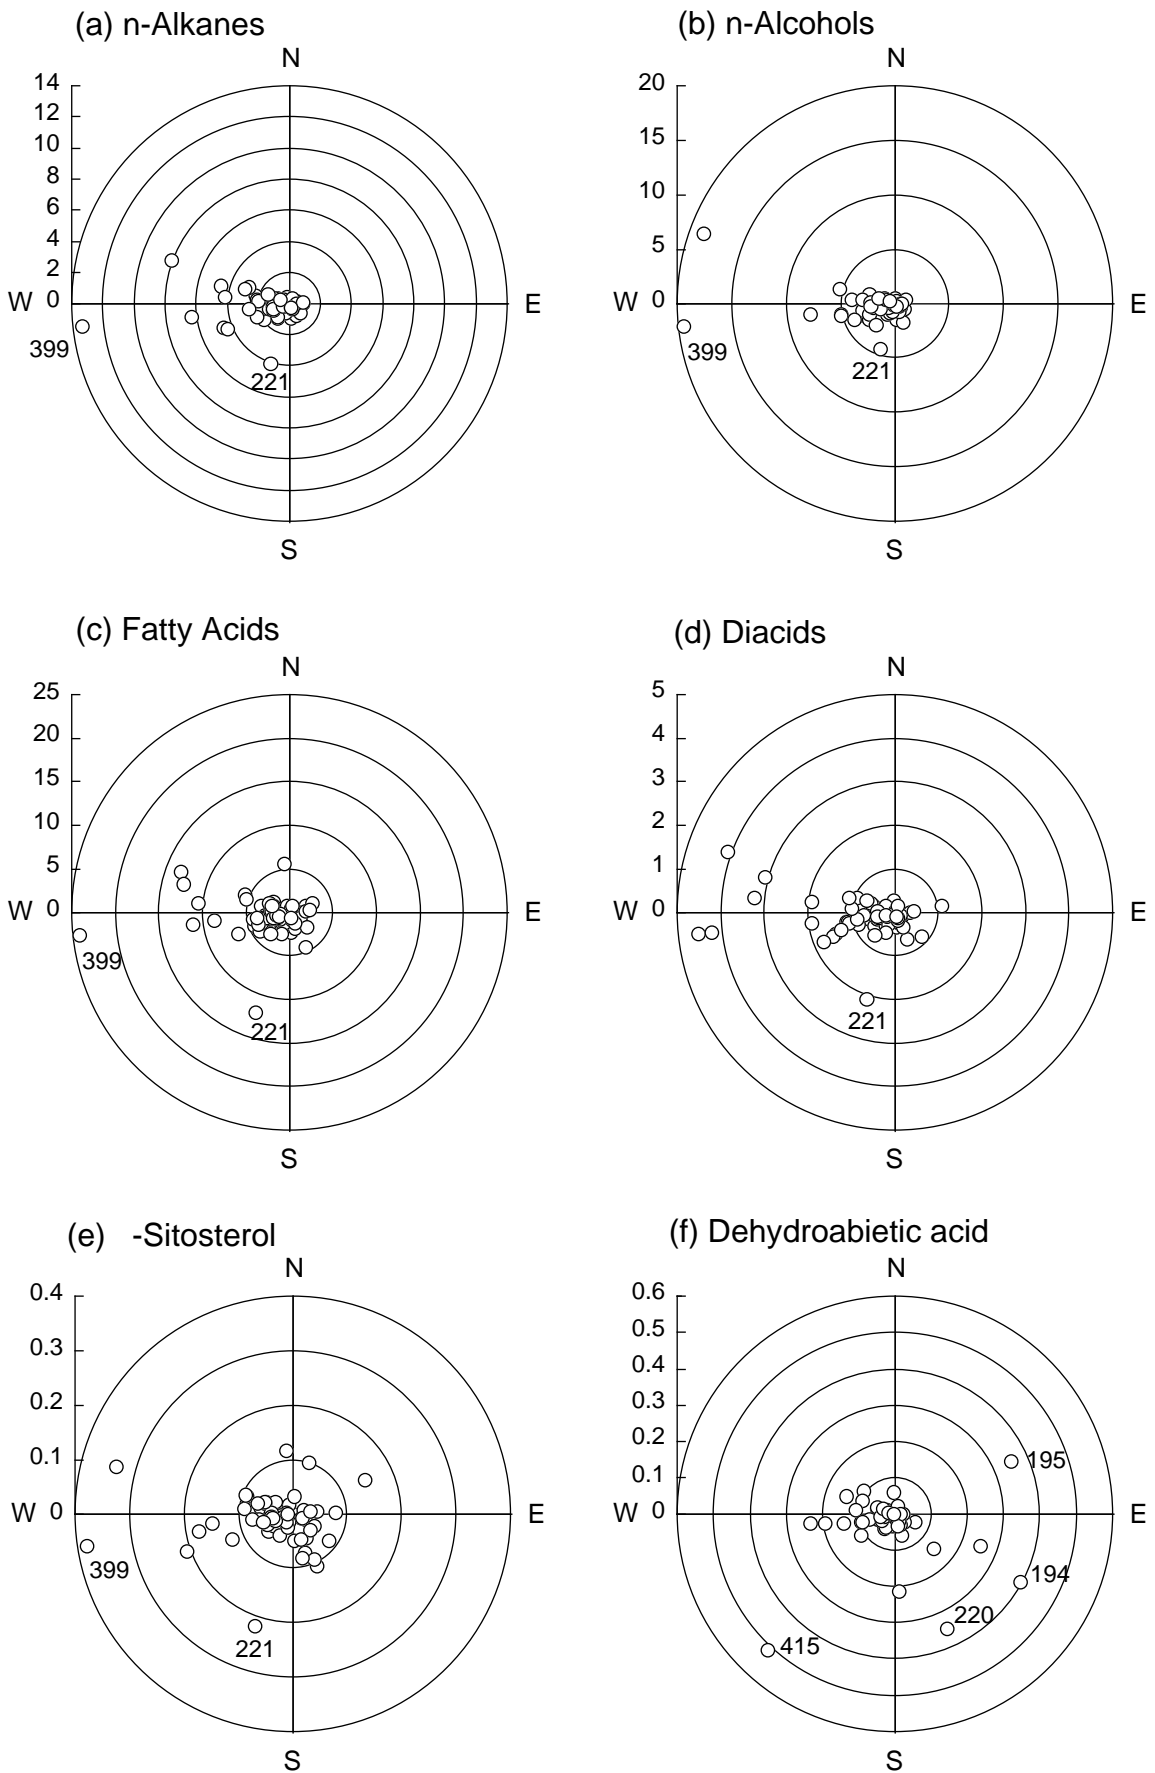 (a) n-Alkanes
(b) n-Alcohols
N
N
14
12
10
8
6
4
2
0
W
E
399
221
S
20
15
10
5
0
W
E
399
221
S
(c) Fatty Acids
(d) Diacids
N
N
25
20
15
10
5
0
W
E
399
221
S
5
4
3
2
1
0
W
E
221
S
(e) -Sitosterol
(f) Dehydroabietic acid
N
N
0.4
0.3
0.2
0.1
0
W
E
399
221
S
0.6
0.5
0.4
0.3
0.2
0.1
0
W
E
195
194
220
415
S